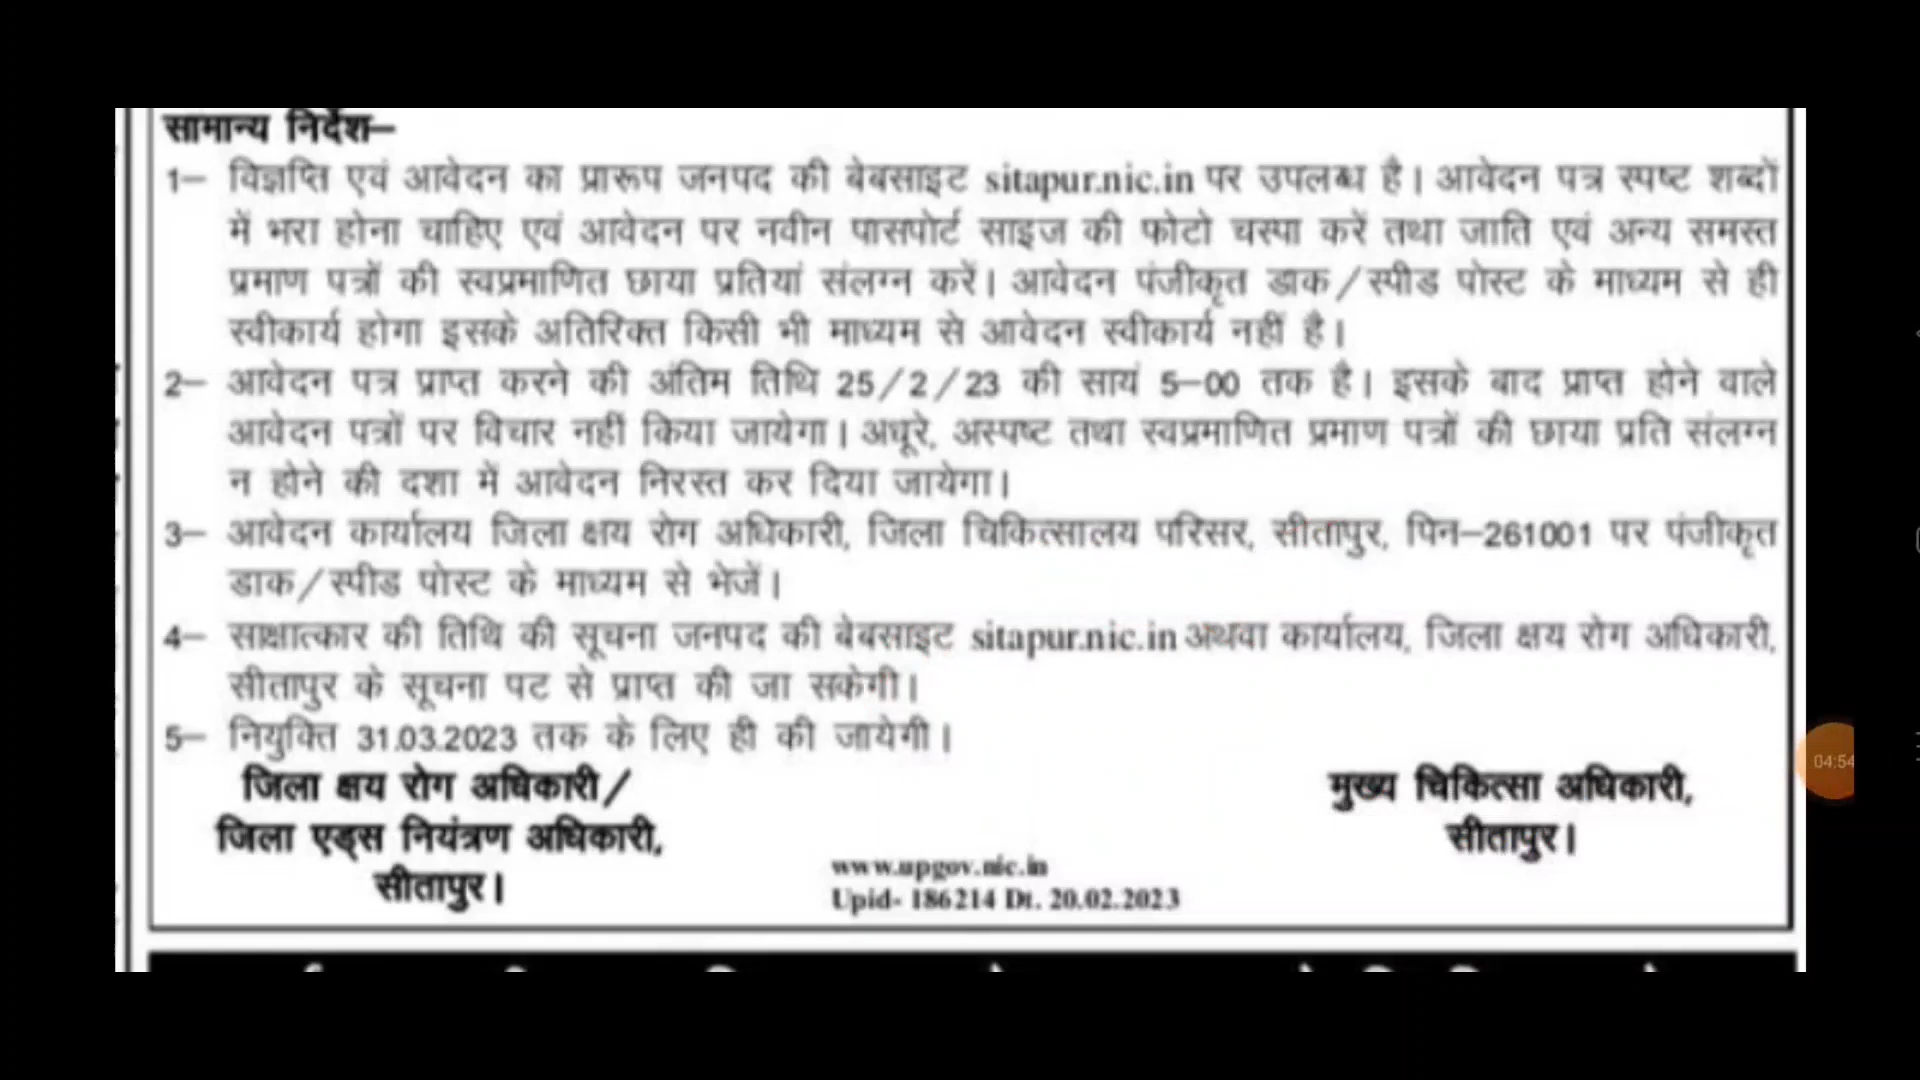 सामान्य निर्देश–
1– विज्ञप्ति एवं आवेदन का प्रारूप जनपद की बेबसाइट sitapur.nic.in पर उपलब्ध है। आवेदन पत्र स्पष्ट शब्दों
में भरा होना चाहिए एवं आवेदन पर नवीन पासपोर्ट साइज की फोटो चस्पा करें तथा जाति एवं अन्य समस्त
प्रमाण पत्रों की स्वप्रमाणित छाया प्रतियां संलग्न करें। आवेदन पंजीकृत डाक/स्पीड पोस्ट के माध्यम से ही
स्वीकार्य होगा इसके अतिरिक्त किसी भी माध्यम से आवेदन स्वीकार्य नहीं है।
2– आवेदन पत्र प्राप्त करने की अंतिम तिथि 25/2/23 की सायं 5–00 तक है। इसके बाद प्राप्त होने वाले
आवेदन पत्रों पर विचार नहीं किया जायेगा। अधूरे, अस्पष्ट तथा स्वप्रमाणित प्रमाण पत्रों की छाया प्रति संलग्न
न होने की दशा में आवेदन निरस्त कर दिया जायेगा।
3– आवेदन कार्यालय जिला क्षय रोग अधिकारी, जिला चिकित्सालय परिसर, सीतापुर, पिन–261001 पर पंजीकृत
डाक/स्पीड पोस्ट के माध्यम से भेजें।
4– साक्षात्कार की तिथि की सूचना जनपद की बेबसाइट sitapur.nic.in अथवा कार्यालय, जिला क्षय रोग अधिकारी,
सीतापुर के सूचना पट से प्राप्त की जा सकेगी।
5– नियुक्ति 31.03.2023 तक के लिए ही की जायेगी।
जिला क्षय रोग अधिकारी/
जिला एड्स नियंत्रण अधिकारी,
सीतापुर।
मुख्य चिकित्सा अधिकारी,
सीतापुर।
www.upgov.nic.in
Upid- 186214 Dt. 20.02.2023
04:54